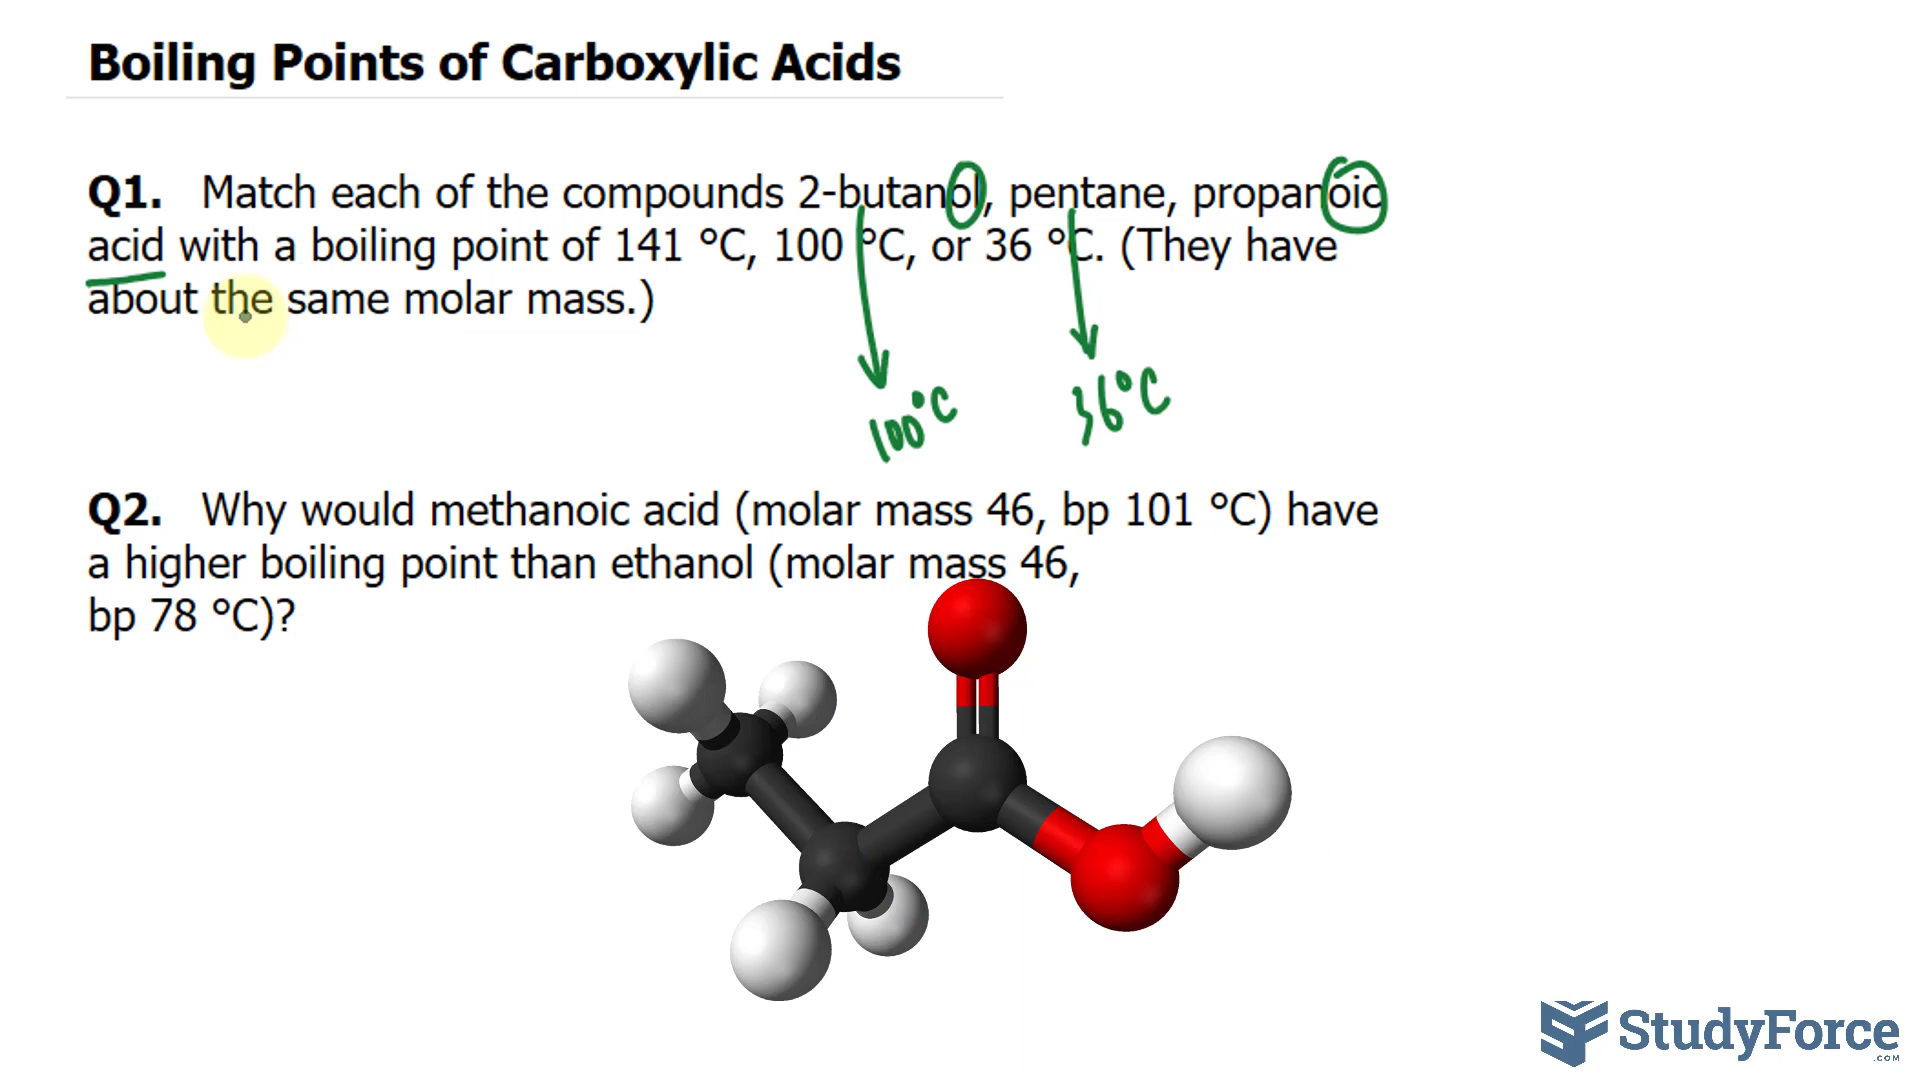 Boiling Points of Carboxylic Acids
Q1. Match each of the compounds 2-butanol, pentane, propanoic
acid with a boiling point of 141 °C, 100 °C, or 36 °C. (They have
about the same molar mass.)
100°C
36°C
Q2. Why would methanoic acid (molar mass 46, bp 101 °C) have
a higher boiling point than ethanol (molar mass 46,
bp 78 °C)?
StudyForce
.COM